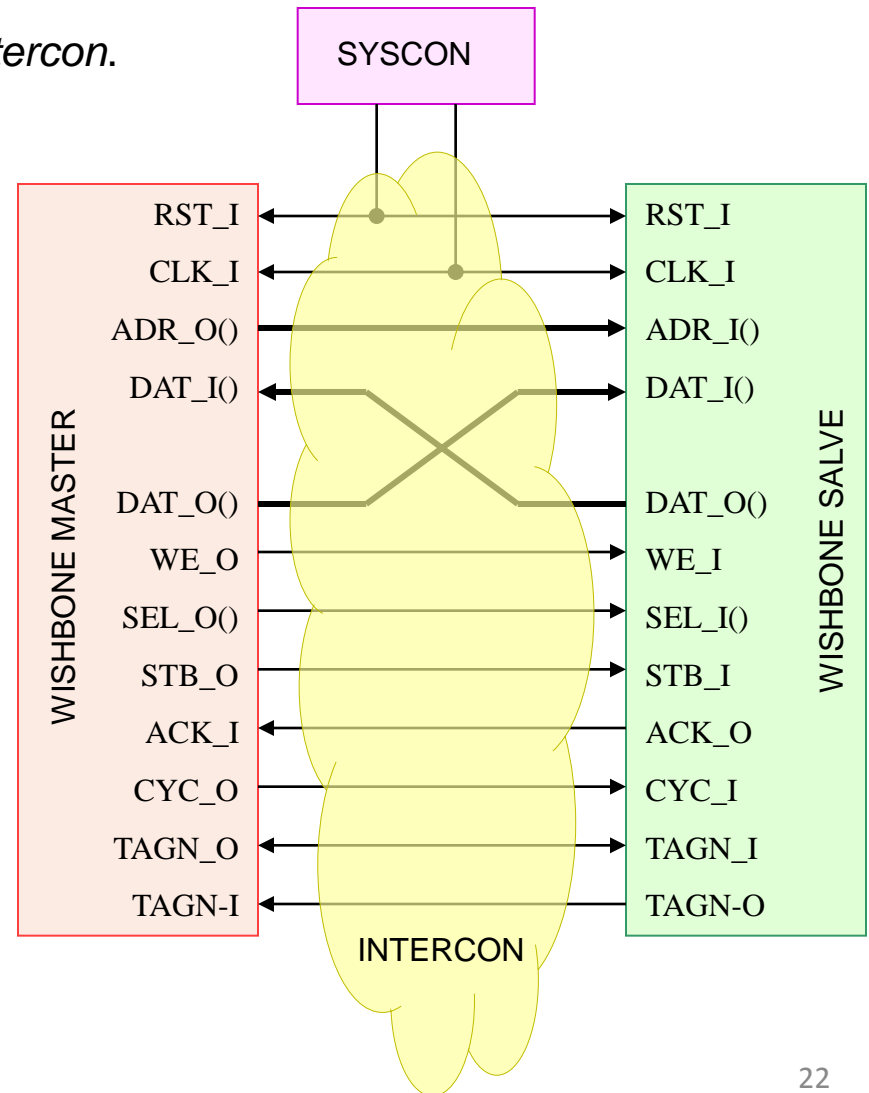 tercon.
SYSCON
WISHBONE MASTER
RST_I
CLK_I
ADR_O()
DAT_I()
DAT_O()
WE_O
SEL_O()
STB_O
ACK_I
CYC_O
TAGN_O
TAGN-I
RST_I
CLK_I
ADR_I()
DAT_I()
DAT_O()
WE_I
SEL_I()
STB_I
ACK_O
CYC_I
TAGN_I
TAGN-O
WISHBONE SALVE
INTERCON
22